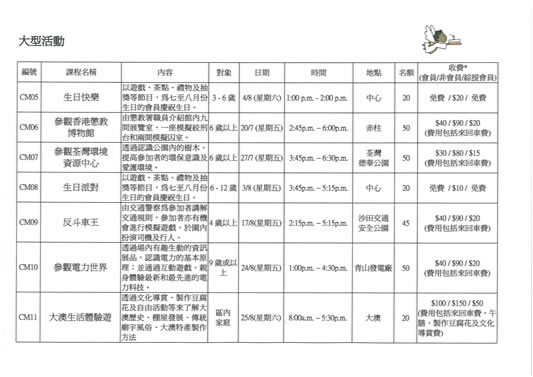 大型活動
編號 課程名稱 內容 對象 日期 時間 地點 名額 收費*
(會員/非會員/綜援會員)
CM05 生日快樂 以遊戲、茶點、禮物及抽
獎等節目，為七至八月份
生日的會員慶祝生日。 3 - 6 歲 4/8 (星期六) 1:00 p.m. – 2:00 p.m. 中心 20 免費 / $20 / 免費
CM06 參觀香港懲教
博物館 由懲教署職員介紹館內九
間展覽室，一座模擬絞刑
台和兩間模擬囚室。 6 歲以上 20/7 (星期五) 2:45p.m. – 6:00p.m. 赤柱 50 $40 / $90 / $20
(費用包括來回車費)
CM07 參觀荃灣環境
資源中心 透過認識公園內的樹木，
提高參加者的環保意識及
愛護環境。 6 歲以上 27/7 (星期五) 3:45p.m. – 6:30p.m. 荃灣
德華公園 50 $30 / $80 / $15
(費用包括來回車費)
CM08 生日派對 以遊戲、茶點、禮物及抽
獎等節目，為七至八月份
生日的會員慶祝生日。 6 - 12 歲 3/8 (星期五) 3:45p.m. – 5:15p.m. 中心 20 免費 / $10 / 免費
CM09 反斗車王 由交通警察為參加者講解
交通規則，參加者亦有機
會進行模擬遊戲，於園內
扮演司機及行人。 4 歲以上 17/8(星期五) 2:15p.m. – 5:15p.m. 沙田交通
安全公園 45 $40 / $90 / $20
(費用包括來回車費)
CM10 參觀電力世界 透過場內有趣生動的資訊
展品，認識電力的基本原
理；並通過互動遊戲，親
身體驗最新和最先進的電
力科技。 9 歲或以
上 24/8(星期五) 1:00p.m. – 4:30p.m. 青山發電廠 50 $40 / $90 / $20
(費用包括來回車費)
CM11 大澳生活體驗遊 透過文化導賞、製作豆腐
花及自由活動等來了解大
澳歷史、棚屋發展、傳統
廟宇風俗、大澳特產製作
方法 區內
家庭 25/8(星期六) 8:00a.m. – 5:30p.m. 大澳 20 $100 / $150 / $50
(費用包括來回車費，午
膳，製作豆腐花及文化
導賞費)